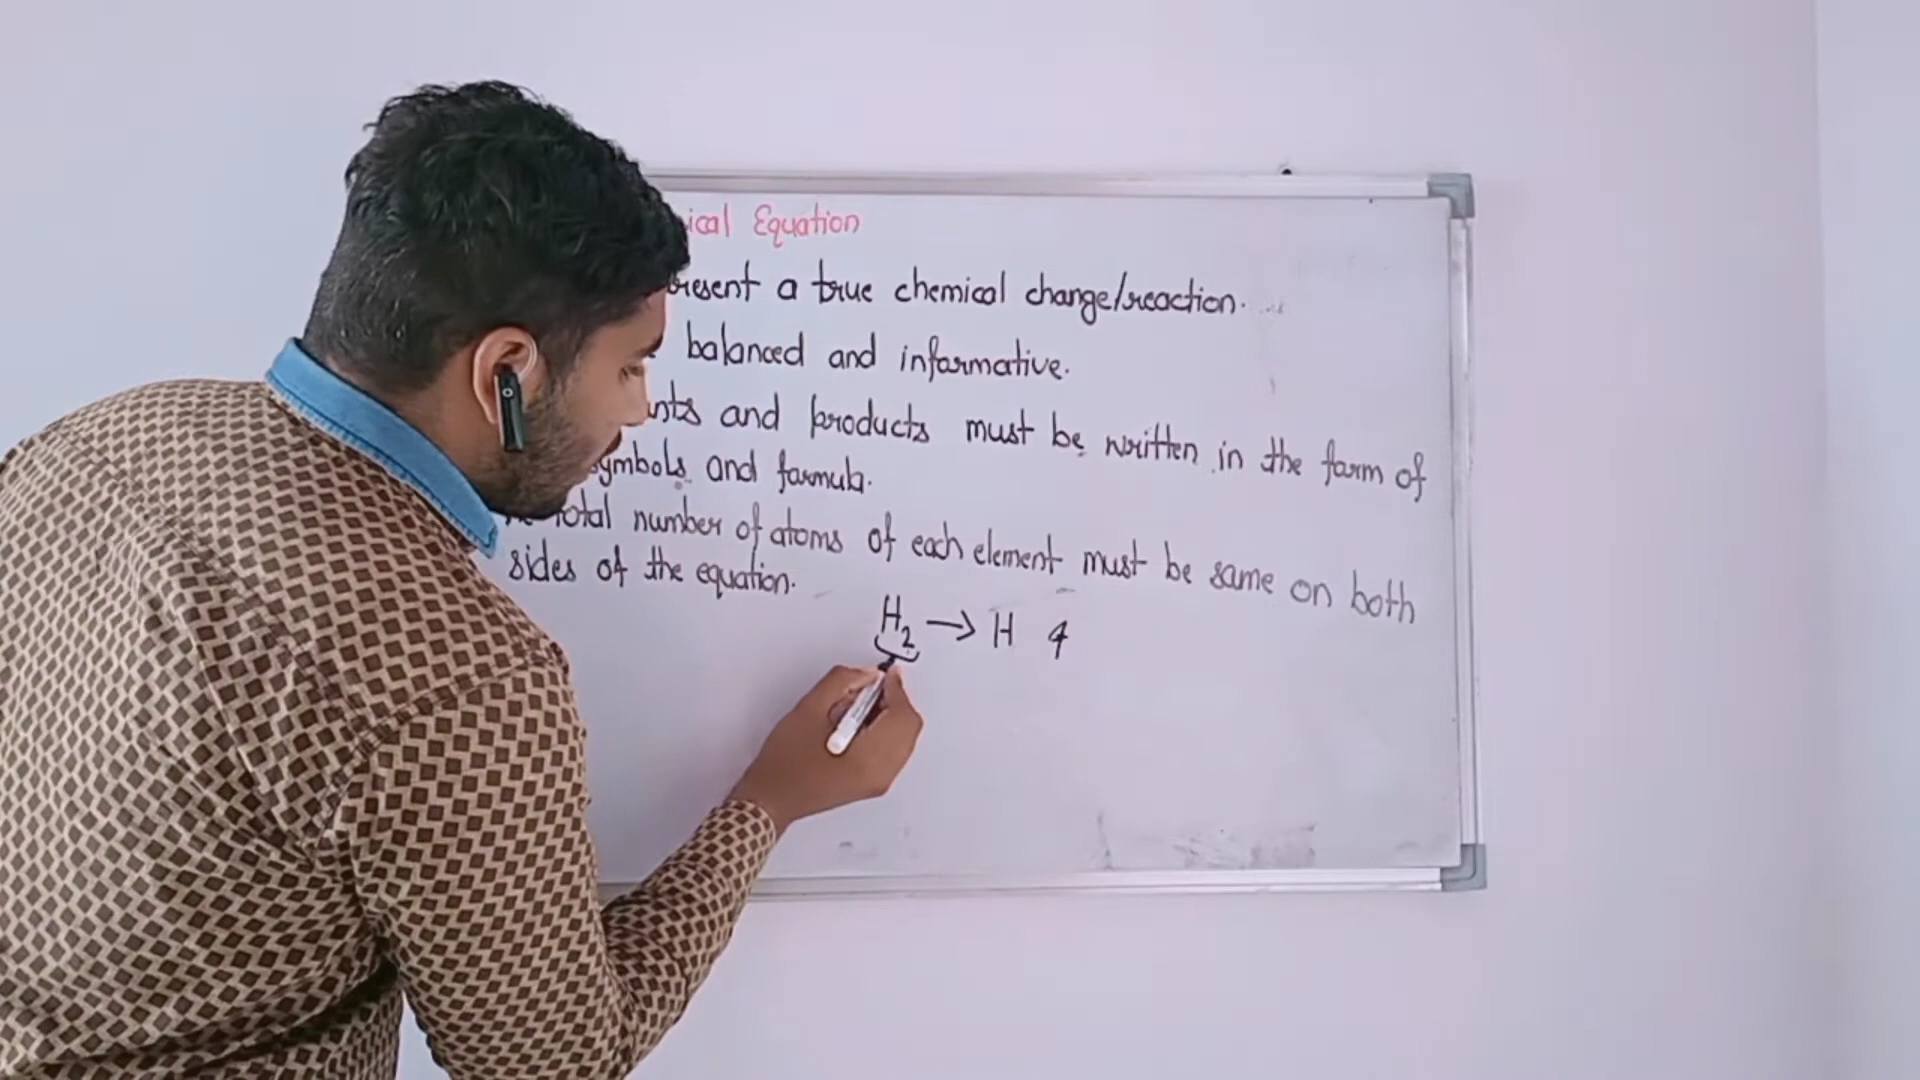 ical Equation
present a true chemical change/reaction.
balanced and informative.
nts and products must be written in the form of
symbols and formula.
total number of atoms of each element must be same on both
sides of the equation.
H₂ → H 4